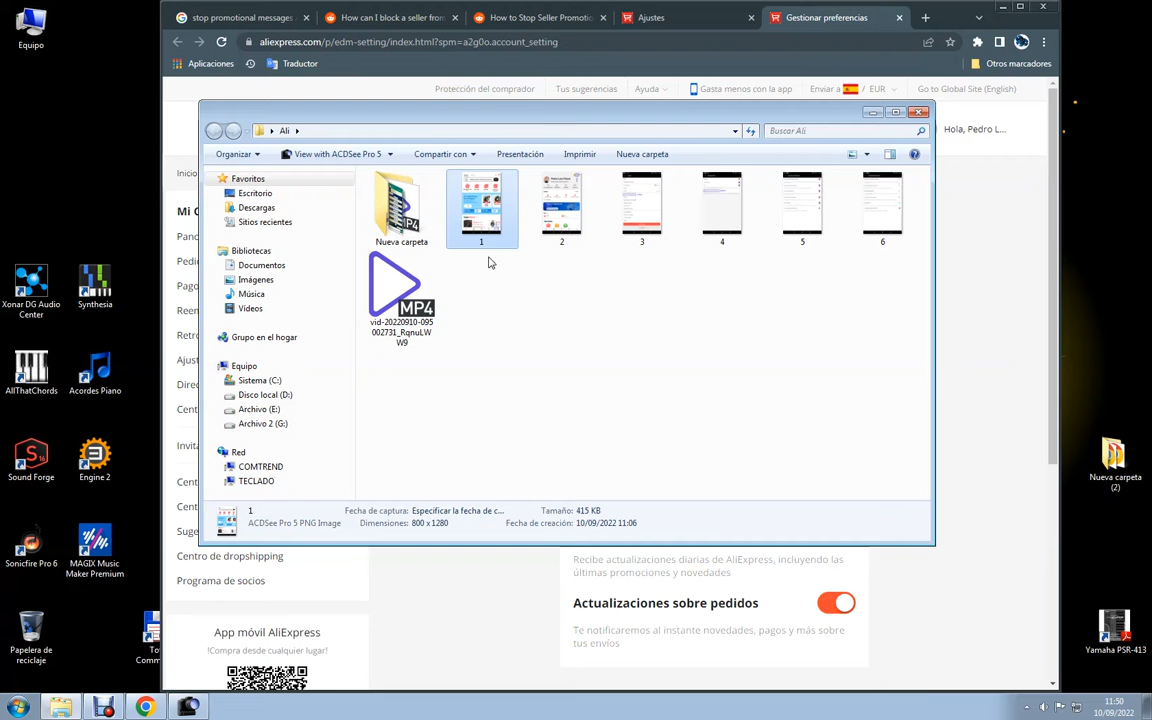 Equipo
stop promotional messages
How can I block a seller from
How to Stop Seller Promotio
Ajustes
Gestionar preferencias
aliexpress.com/p/edm-setting/index.html?spm=a2g0o.account_setting
Aplicaciones
Traductor
Otros marcadores
Protección del comprador
Tus sugerencias
Ayuda
Gasta menos con la app
Enviar a
/ EUR
Go to Global Site (English)
Ali
Buscar Ali
Hola, Pedro L...
Organizar
View with ACDSee Pro 5
Compartir con
Presentación
Imprimir
Nueva carpeta
Inicio
Mi C
Pane
Pedi
Pago
Reen
Retr
Ajust
Direc
Cent
Invita
Cent
Cent
Suge
Favoritos
Escritorio
Descargas
Sitios recientes
Bibliotecas
Documentos
Imágenes
Música
Vídeos
Grupo en el hogar
Equipo
Sistema (C:)
Disco local (D:)
Archivo (E:)
Archivo 2 (G:)
Red
COMTREND
TECLADO
MP4
Nueva carpeta
1
2
3
4
5
6
MP4
vid-20220910-095
002731_RqnuLW
W9
1
ACDSee Pro 5 PNG Image
Fecha de captura: Especificar la fecha de c...
Dimensiones: 800 x 1280
Tamaño: 415 KB
Fecha de creación: 10/09/2022 11:06
Centro de dropshipping
Programa de socios
App móvil AliExpress
!Compra desde cualquier lugar!
Recibe actualizaciones diarias de AliExpress, incluyendo las
últimas promociones y novedades
Actualizaciones sobre pedidos
Te notificaremos al instante novedades, pagos y más sobre
tus envíos
Xonar DG Audio
Center
Synthesia
AllThatChords
Acordes Piano
Sound Forge
Engine 2
Sonicfire Pro 6
MAGIX Music
Maker Premium
Papelera de
reciclaje
To
Comm
Nueva carpeta
(2)
Yamaha PSR-413
11:50
10/09/2022